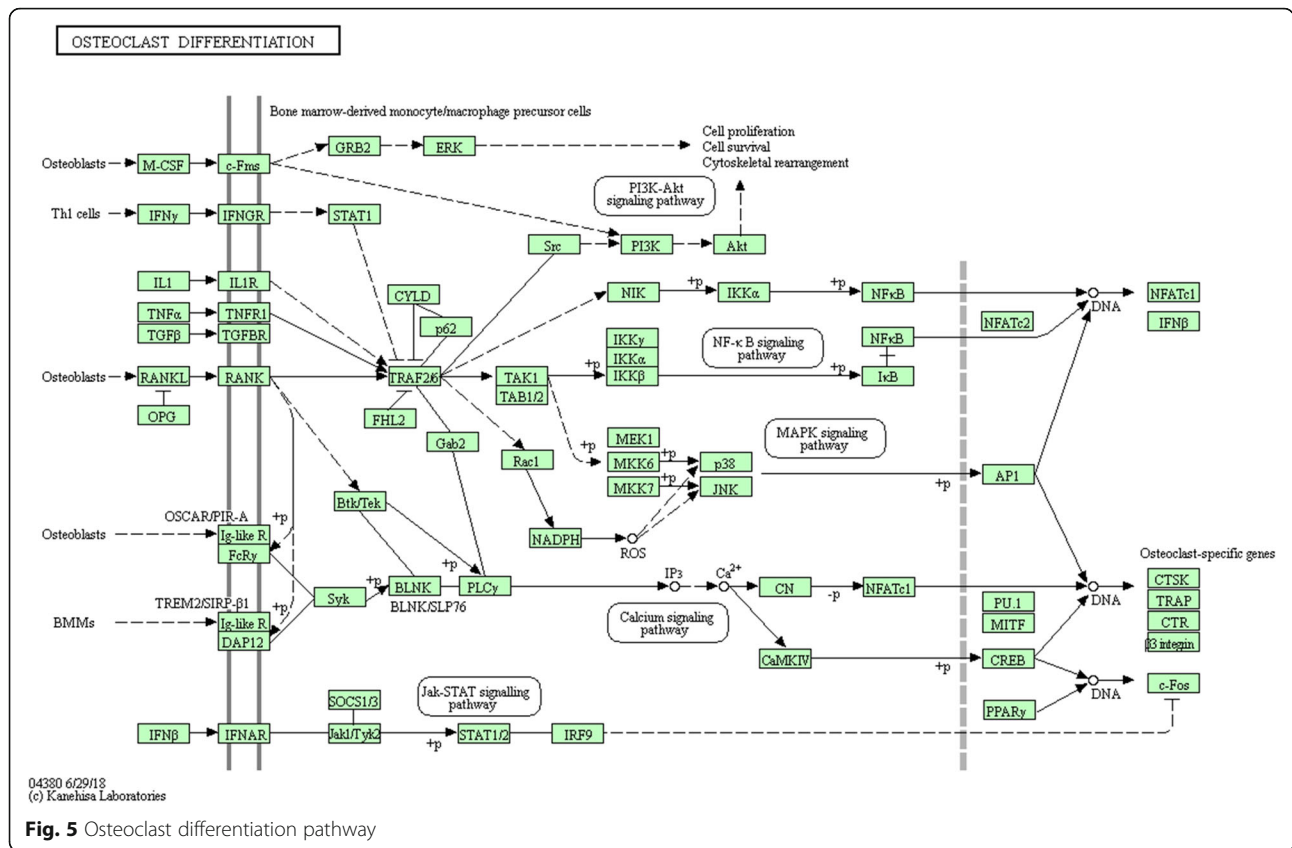 OSTEOCLAST DIFFERENTIATION
Bone marrow-derived monocyte/macrophage precursor cells
Osteoblasts
M-CSF
c-Fms
GRB2
ERK
Cell proliferation
Cell survival
Cytoskeletal rearrangement
PI3K-Akt
signaling pathway
Th1 cells
IFNγ
IFNGR
STAT1
Src
PI3K
Akt
IL1
IL1R
CYLD
p62
NIK
+p
IKKα
+p
NFκB
DNA
NFATc1
TNFα
TNFR1
TGFβ
TGFBR
IKKγ
IKKα
IKKβ
NF-κB signaling
pathway
NFATc2
NFκB
IFNβ
Osteoblasts
RANKL
RANK
TRAF2/6
TAK1
TAB1/2
+p
+p
IκB
OPG
FHL2
Gab2
Rac1
+p
MEK1
MKK6
+p
p38
MKK7
+p
JNK
MAPK signaling
pathway
+p
AP1
Btk/Tek
OSCAR/PIR-A
+p
Osteoblasts
Ig-like R
FcRγ
NADPH
ROS
Syk
+p
BLNK
BLNK/SLP76
+p
PLCγ
IP3
Ca2+
CN
-p
NFATc1
DNA
Osteoclast-specific genes
CTSK
TRAP
CTR
β3 integrin
PU.1
MITF
TREM2/SIRP-β1
+p
BMMs
Ig-like R
DAP12
Calcium signaling
pathway
CaMKIV
+p
CREB
DNA
c-Fos
PPARγ
SOCS1/3
Jak-STAT signalling
pathway
IFNβ
IFNAR
Jak1/Tyk2
+p
STAT1/2
IRF9
04380 6/29/18
(c) Kanehisa Laboratories
Fig. 5 Osteoclast differentiation pathway